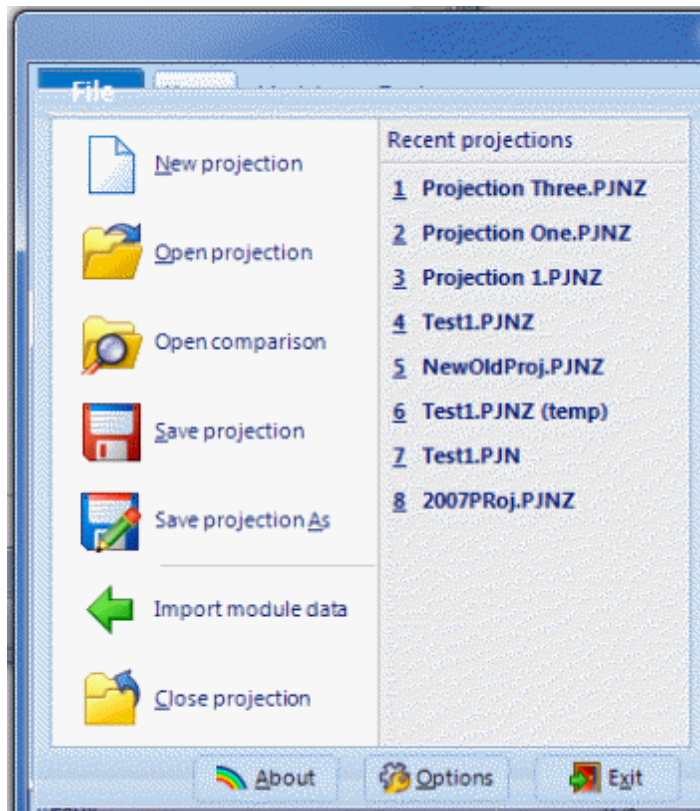 File
New projection
Open projection
Open comparison
Save projection
Save projection As
Import module data
Close projection
Recent projections
1 Projection Three.PJNZ
2 Projection One.PJNZ
3 Projection 1.PJNZ
4 Test1.PJNZ
5 NewOldProj.PJNZ
6 Test1.PJNZ (temp)
7 Test1.PJN
8 2007PRoj.PJNZ
About Options Exit